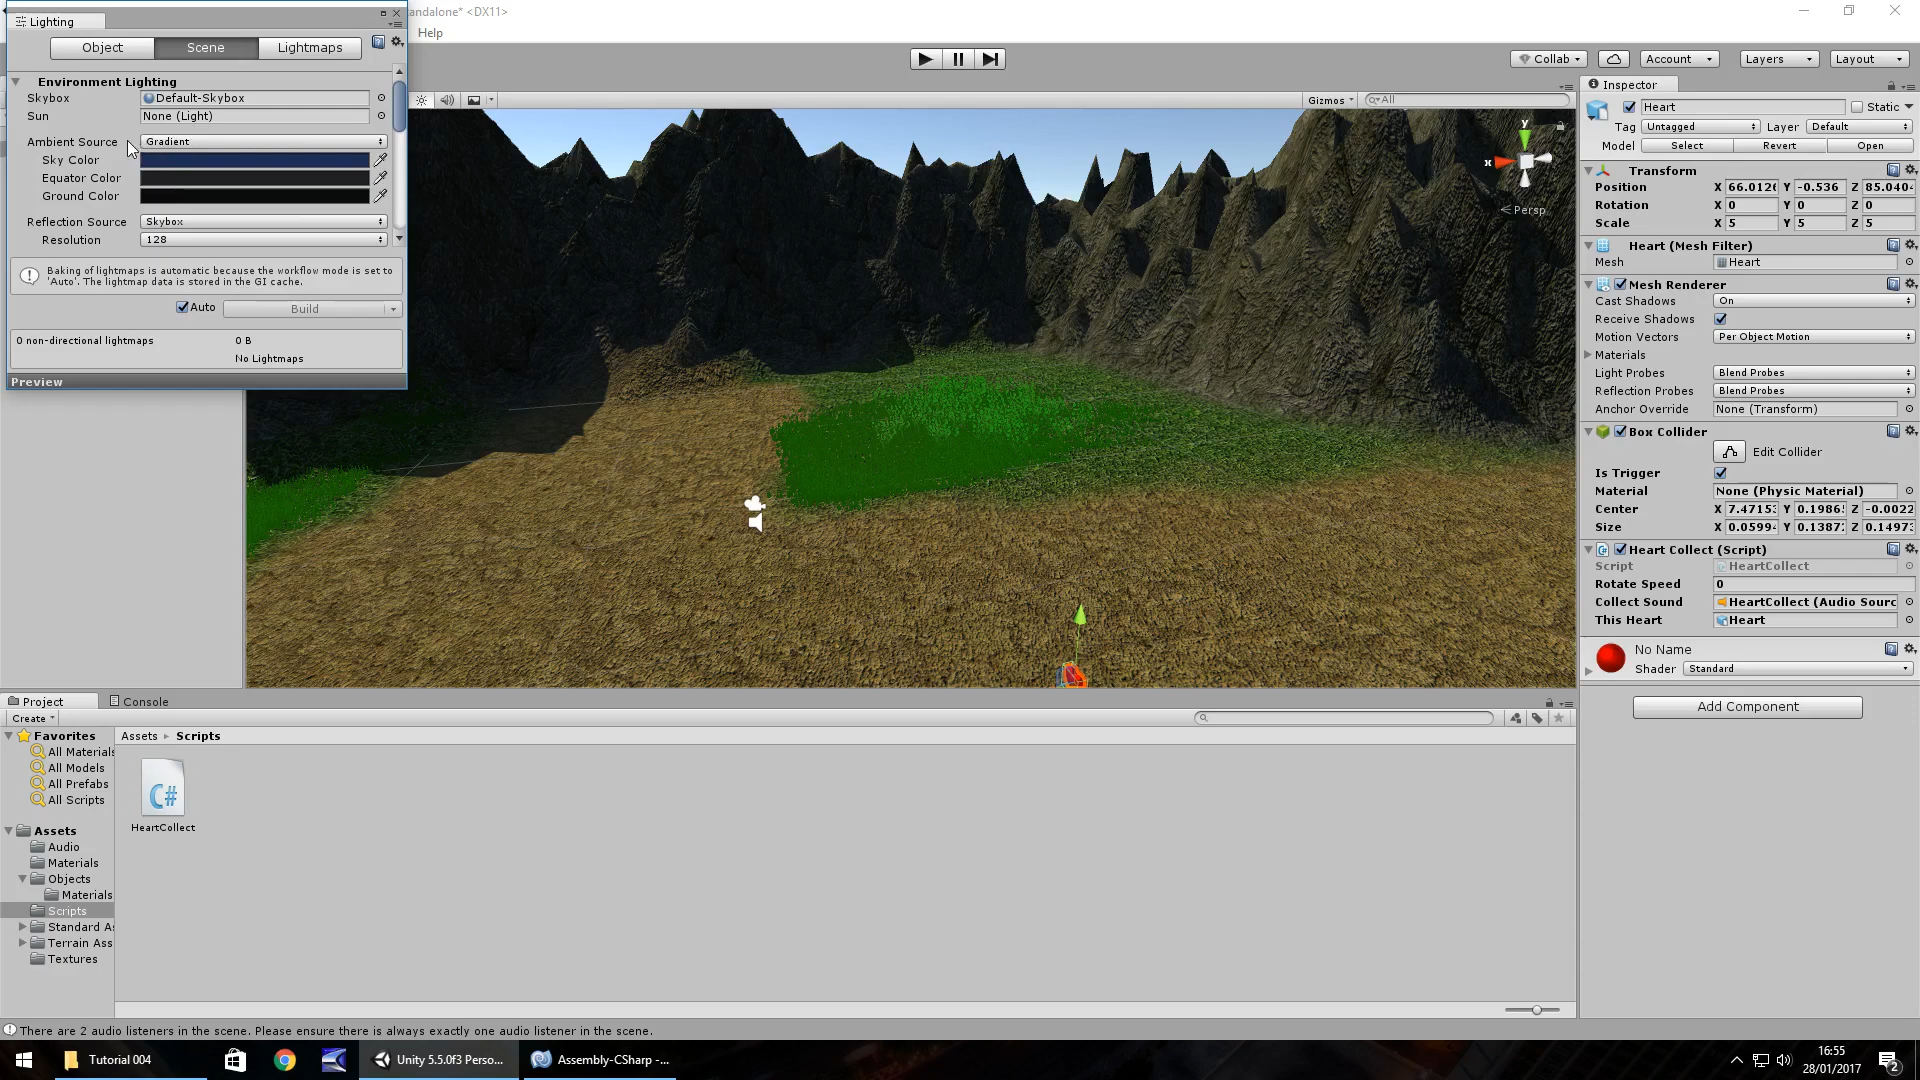 Lighting
andalone* <DX11>
Help
Object Scene Lightmaps
Collab Account Layers Layout
Environment Lighting
Skybox Default-Skybox
Sun None (Light)
Ambient Source Gradient
Sky Color
Equator Color
Ground Color
Reflection Source Skybox
Resolution 128
Baking of lightmaps is automatic because the workflow mode is set to
'Auto'. The lightmap data is stored in the GI cache.
Auto Build
0 non-directional lightmaps 0 B
No Lightmaps
Preview
Gizmos All
y
x
Persp
Inspector
Heart Static
Tag Untagged Layer Default
Model Select Revert Open
Transform
Position X 66.0126 Y -0.536 Z 85.0404
Rotation X 0 Y 0 Z 0
Scale X 5 Y 5 Z 5
Heart (Mesh Filter)
Mesh Heart
Mesh Renderer
Cast Shadows On
Receive Shadows
Motion Vectors Per Object Motion
Materials
Light Probes Blend Probes
Reflection Probes Blend Probes
Anchor Override None (Transform)
Box Collider
Edit Collider
Is Trigger
Material None (Physic Material)
Center X 7.4715 Y 0.1986 Z -0.0022
Size X 0.0599 Y 0.1387 Z 0.1497
Heart Collect (Script)
Script HeartCollect
Rotate Speed 0
Collect Sound HeartCollect (Audio Sourc
This Heart Heart
No Name
Shader Standard
Add Component
Project Console
Create
Favorites
All Materials
All Models
All Prefabs
All Scripts
Assets
Audio
Materials
Objects
Materials
Scripts
Standard As
Terrain Ass
Textures
Assets Scripts
C#
HeartCollect
There are 2 audio listeners in the scene. Please ensure there is always exactly one audio listener in the scene.
Tutorial 004
Unity 5.5.0f3 Perso...
Assembly-CSharp -...
16:55
28/01/2017
2